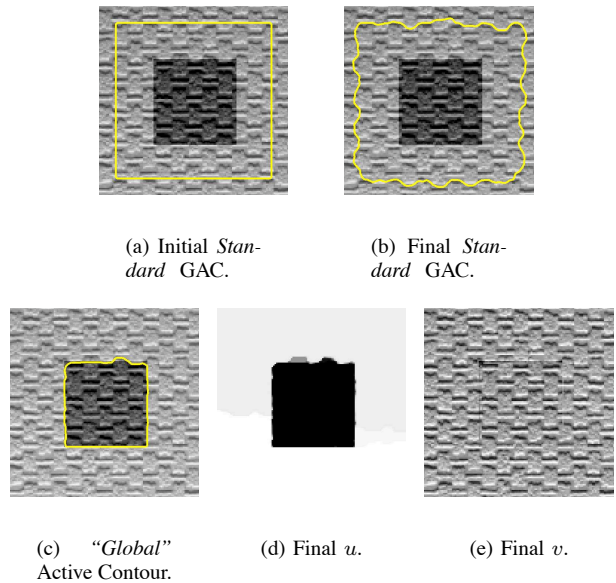 (a) Initial Stan-
dard GAC.
(b) Final Stan-
dard GAC.
(c) “Global”
Active Contour.
(d) Final u.
(e) Final v.